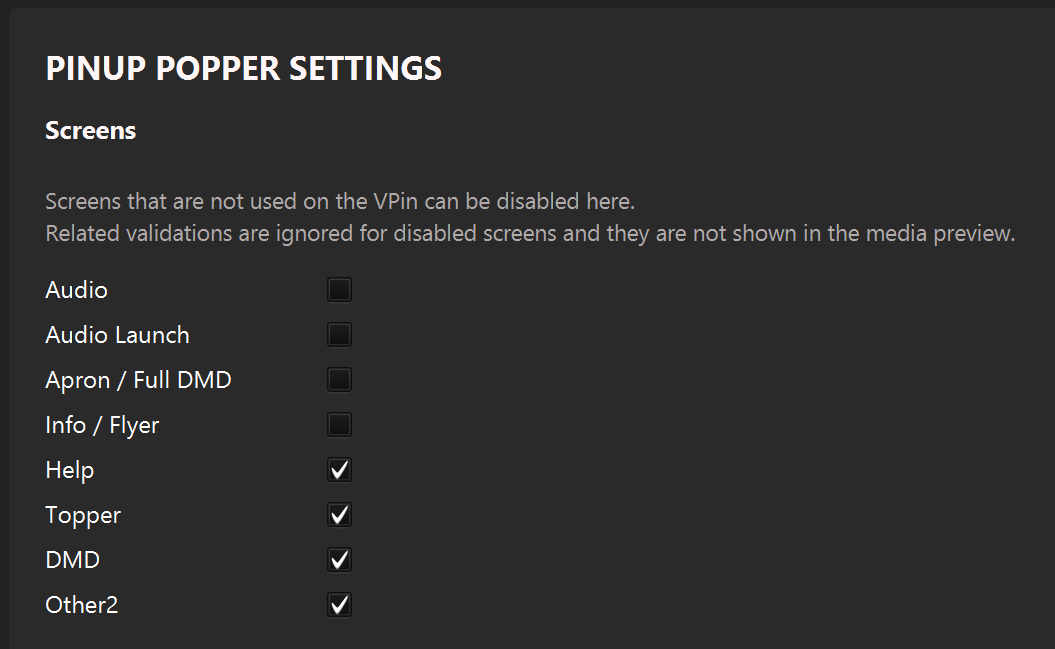 PINUP POPPER SETTINGS
Screens
Screens that are not used on the VPin can be disabled here.
Related validations are ignored for disabled screens and they are not shown in the media preview.
Audio
Audio Launch
Apron / Full DMD
Info / Flyer
Help
Topper
DMD
Other2